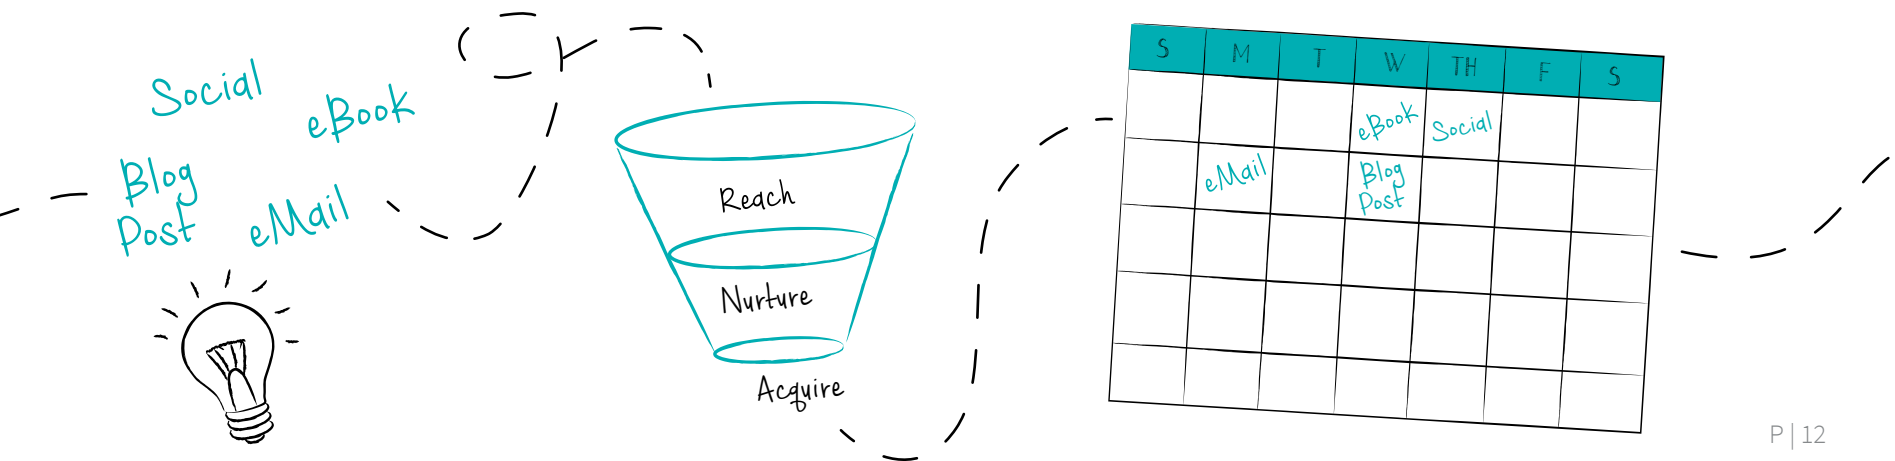 Social
eBook
Blog
Post
eMail
Reach
Nurture
Acquire
S M T W TH F S
eBook Social
eMail
Blog
Post
P | 12